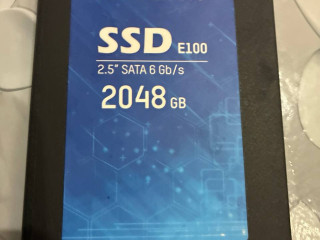 SSD E100
2.5" SATA 6 Gb/s
2048 GB